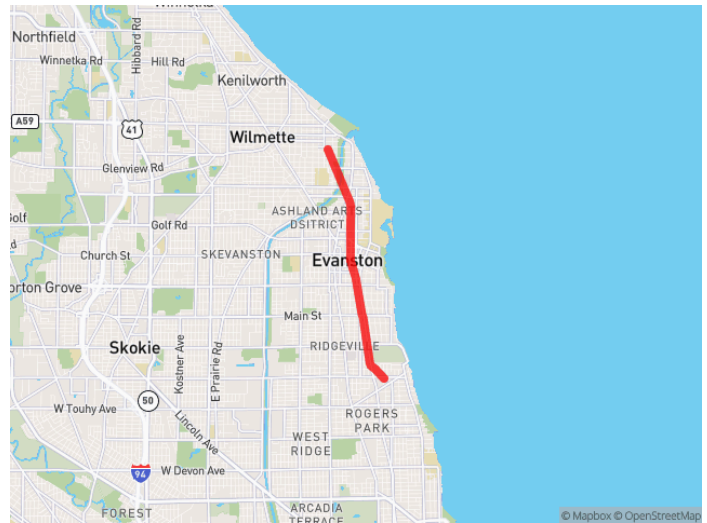 Winnetka
Northfield
Hibbard Rd
Winnetka Rd
Hill Rd
Kenilworth
A59
41
Wilmette
Glenview Rd
ASHLAND ARTS
DSITRICT
Golf
Golf Rd
Church St
SKEVANSTON
Evanston
orton Grove
Main St
Skokie
RIDGEVILLE
Kostner Ave
E Prairie Rd
W Touhy Ave
50
Lincoln Ave
ROGERS
PARK
WEST
RIDGE
94
W Devon Ave
FOREST
ARCADIA
TERRACE
© Mapbox © OpenStreetMap